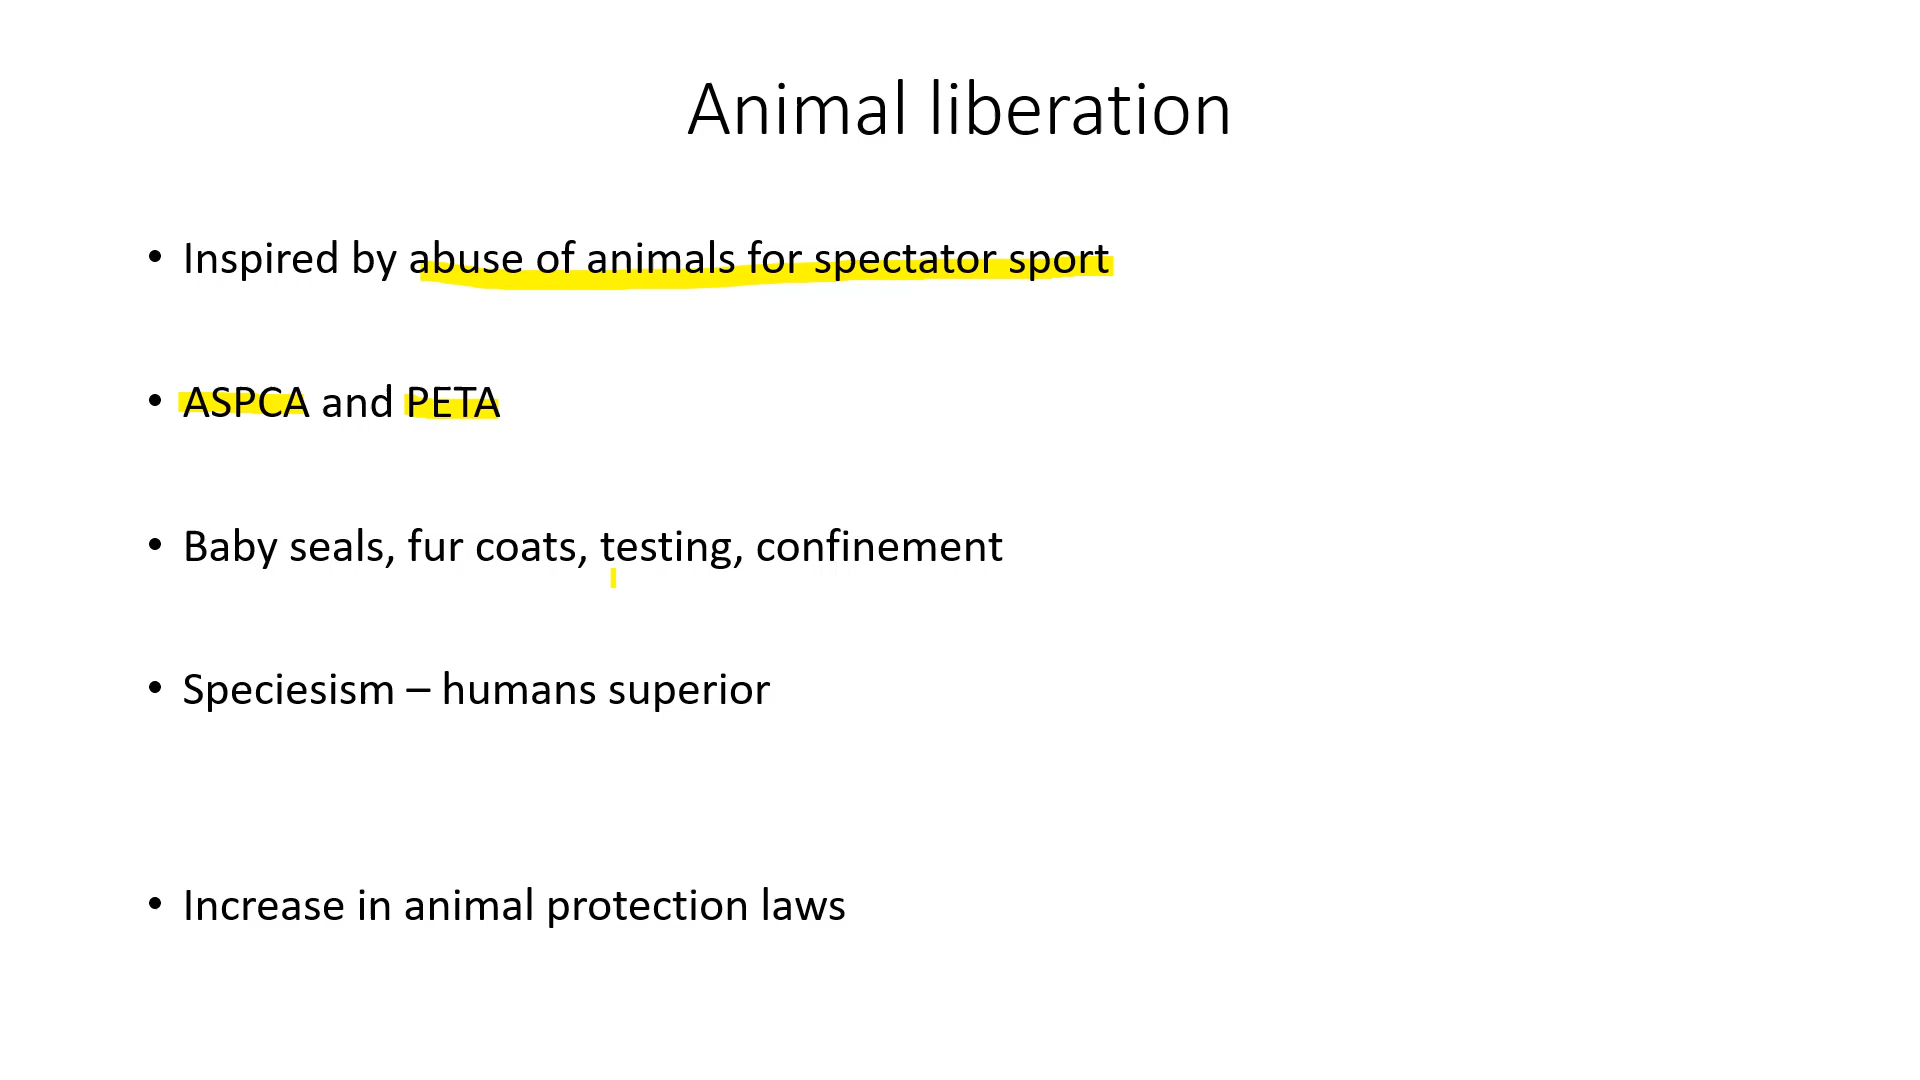 Animal liberation
• Inspired by abuse of animals for spectator sport
• ASPCA and PETA
• Baby seals, fur coats, testing, confinement
• Speciesism – humans superior
• Increase in animal protection laws